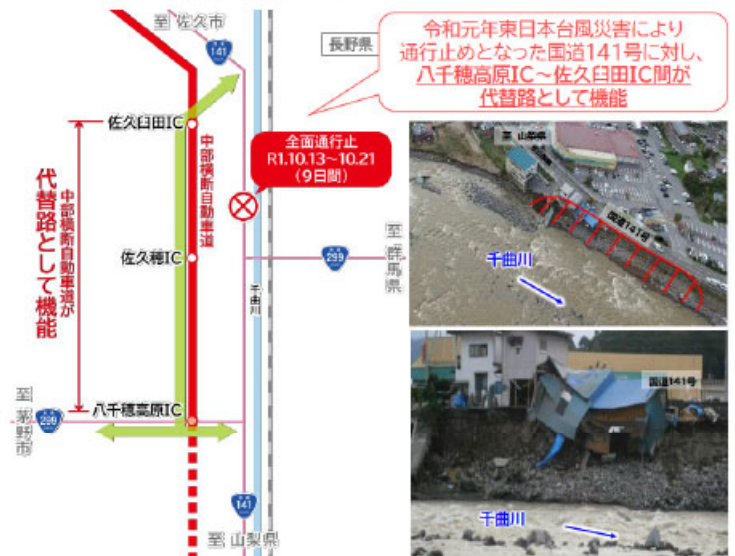 令和元年東日本台風災害により
通行止めとなった国道141号に対し、
八千穂高原IC～佐久臼田IC間が
代替路として機能
至 佐久市
国道
141
長野県
佐久臼田IC
中部横断自動車道
全面通行止
R1.10.13～10.21
(9日間)
中部横断自動車道が
代替路として機能
佐久穂IC
299
至 群馬県
千曲川
八千穂高原IC
至 茅野市
299
141
至 山梨県
至 山梨県
国道141号
千曲川
国道141号
千曲川